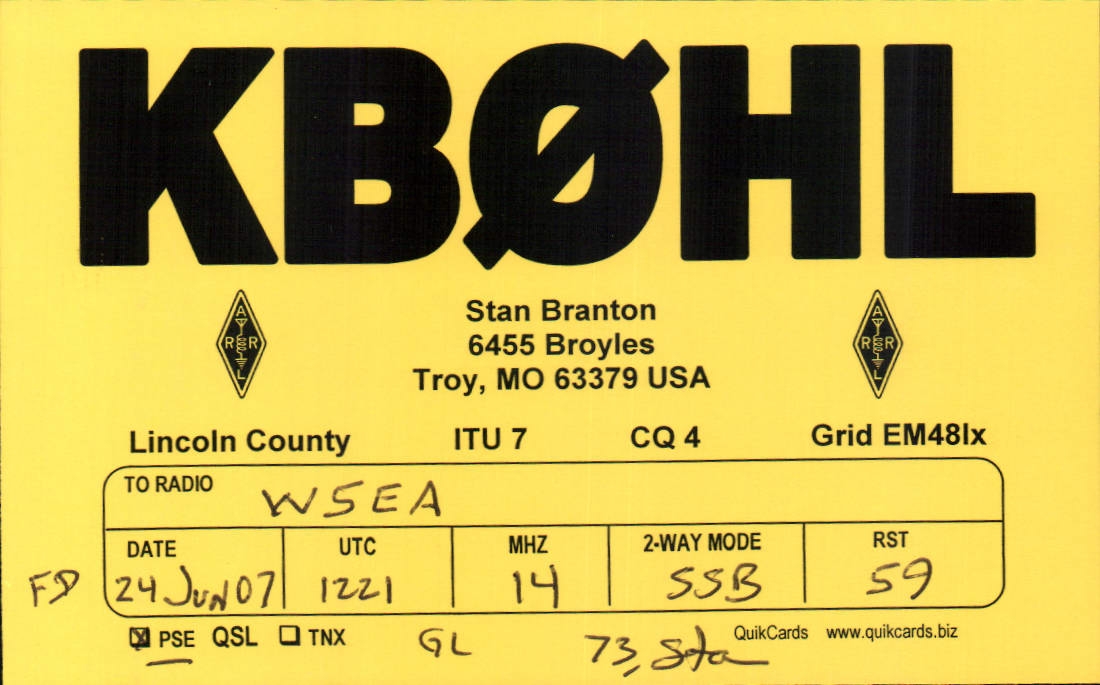 KBØHL
Stan Branton
6455 Broyles
Troy, MO 63379 USA
A R R L
A R R L
Lincoln County ITU 7 CQ 4 Grid EM48lx
TO RADIO W5EA
DATE UTC MHZ 2-WAY MODE RST
FD 24 Jun 07 1221 14 SSB 59
☒ PSE QSL ☐ TNX GL 73, Stan QuikCards www.quikcards.biz